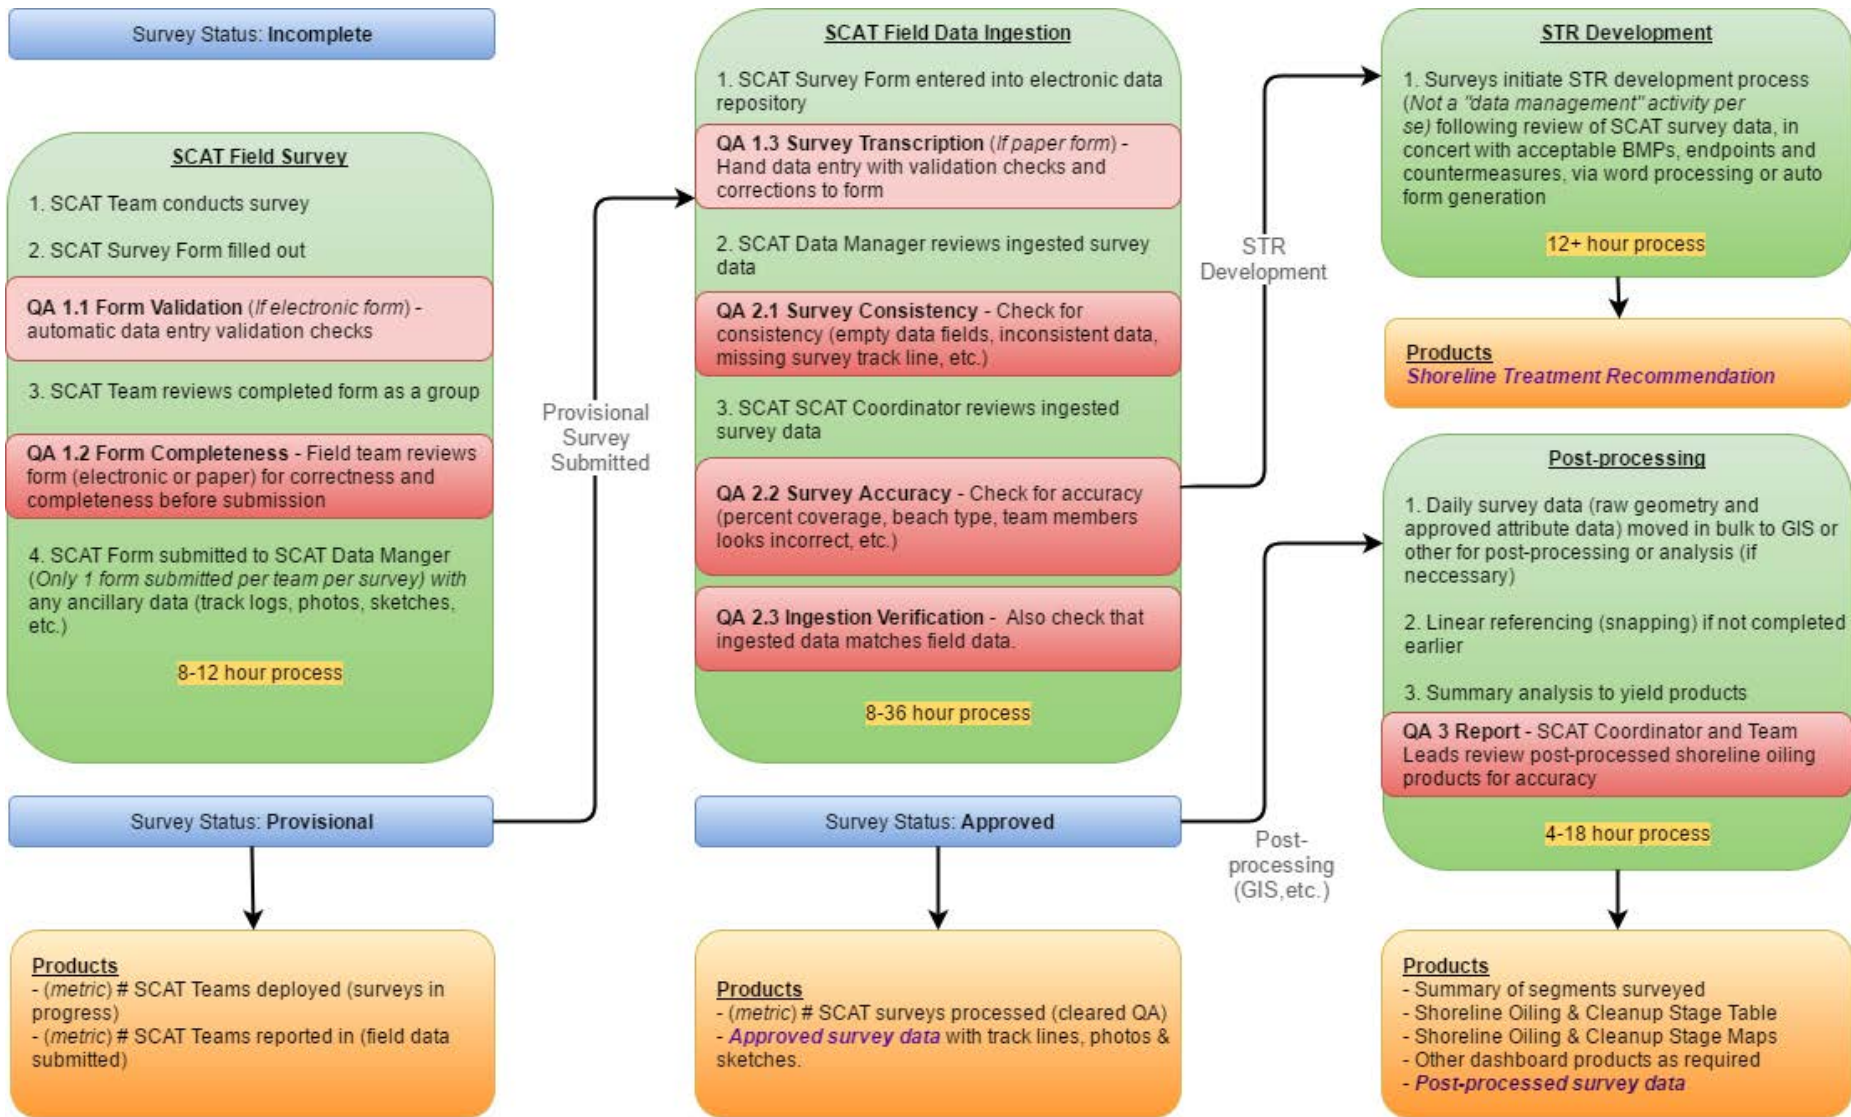 Survey Status: Incomplete
SCAT Field Survey
1. SCAT Team conducts survey
2. SCAT Survey Form filled out
QA 1.1 Form Validation (If electronic form) -
automatic data entry validation checks
3. SCAT Team reviews completed form as a group
QA 1.2 Form Completeness - Field team reviews
form (electronic or paper) for correctness and
completeness before submission
4. SCAT Form submitted to SCAT Data Manger
(Only 1 form submitted per team per survey) with
any ancillary data (track logs, photos, sketches,
etc.)
8-12 hour process
Survey Status: Provisional
Products
- (metric) # SCAT Teams deployed (surveys in
progress)
- (metric) # SCAT Teams reported in (field data
submitted)
Provisional
Survey
Submitted
SCAT Field Data Ingestion
1. SCAT Survey Form entered into electronic data
repository
QA 1.3 Survey Transcription (If paper form) -
Hand data entry with validation checks and
corrections to form
2. SCAT Data Manager reviews ingested survey
data
QA 2.1 Survey Consistency - Check for
consistency (empty data fields, inconsistent data,
missing survey track line, etc.)
3. SCAT SCAT Coordinator reviews ingested
survey data
QA 2.2 Survey Accuracy - Check for accuracy
(percent coverage, beach type, team members
looks incorrect, etc.)
QA 2.3 Ingestion Verification - Also check that
ingested data matches field data.
8-36 hour process
Survey Status: Approved
Products
- (metric) # SCAT surveys processed (cleared QA)
- Approved survey data with track lines, photos &
sketches.
STR
Development
Post-
processing
(GIS,etc.)
STR Development
1. Surveys initiate STR development process
(Not a "data management" activity per
se) following review of SCAT survey data, in
concert with acceptable BMPs, endpoints and
countermeasures, via word processing or auto
form generation
12+ hour process
Products
Shoreline Treatment Recommendation
Post-processing
1. Daily survey data (raw geometry and
approved attribute data) moved in bulk to GIS or
other for post-processing or analysis (if
neccessary)
2. Linear referencing (snapping) if not completed
earlier
3. Summary analysis to yield products
QA 3 Report - SCAT Coordinator and Team
Leads review post-processed shoreline oiling
products for accuracy
4-18 hour process
Products
- Summary of segments surveyed
- Shoreline Oiling & Cleanup Stage Table
- Shoreline Oiling & Cleanup Stage Maps
- Other dashboard products as required
- Post-processed survey data